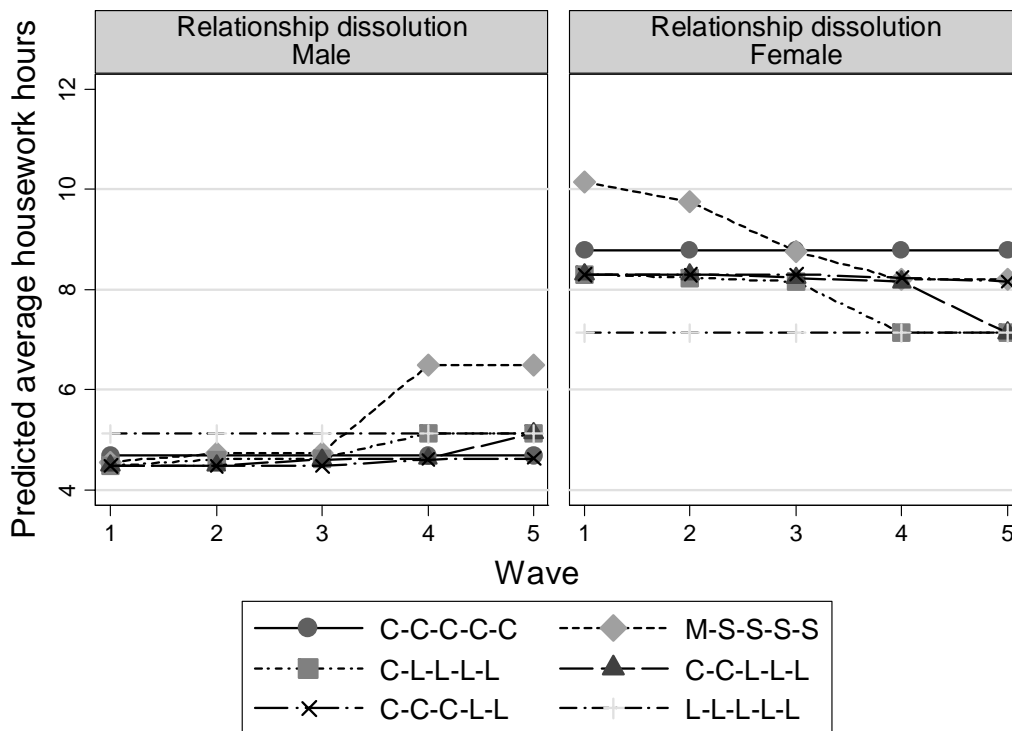 Relationship dissolution
Male
Relationship dissolution
Female
Predicted average housework hours
12
10
8
6
4
1 2 3 4 5
1 2 3 4 5
Wave
C-C-C-C-C
M-S-S-S-S
C-L-L-L-L
C-C-L-L-L
C-C-C-L-L
L-L-L-L-L